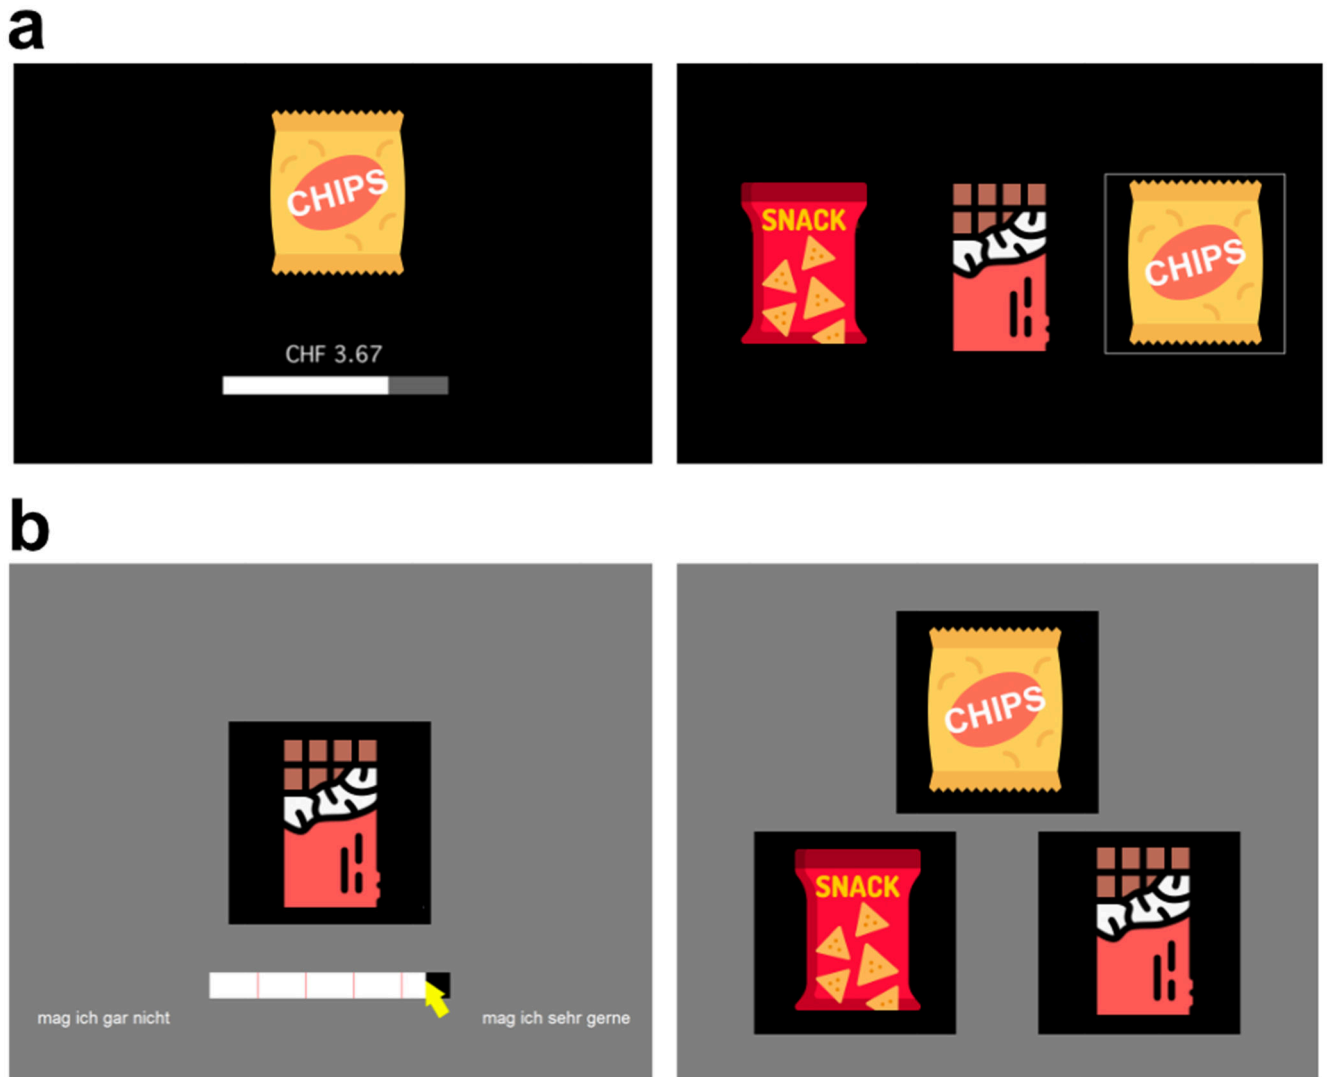 a
CHIPS
CHF 3.67
SNACK
CHIPS
b
mag ich gar nicht
mag ich sehr gerne
CHIPS
SNACK